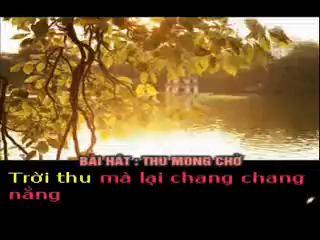 BÀI HÁT : THU MONG CHỜ
Trời thu mà lại chang chang
nắng